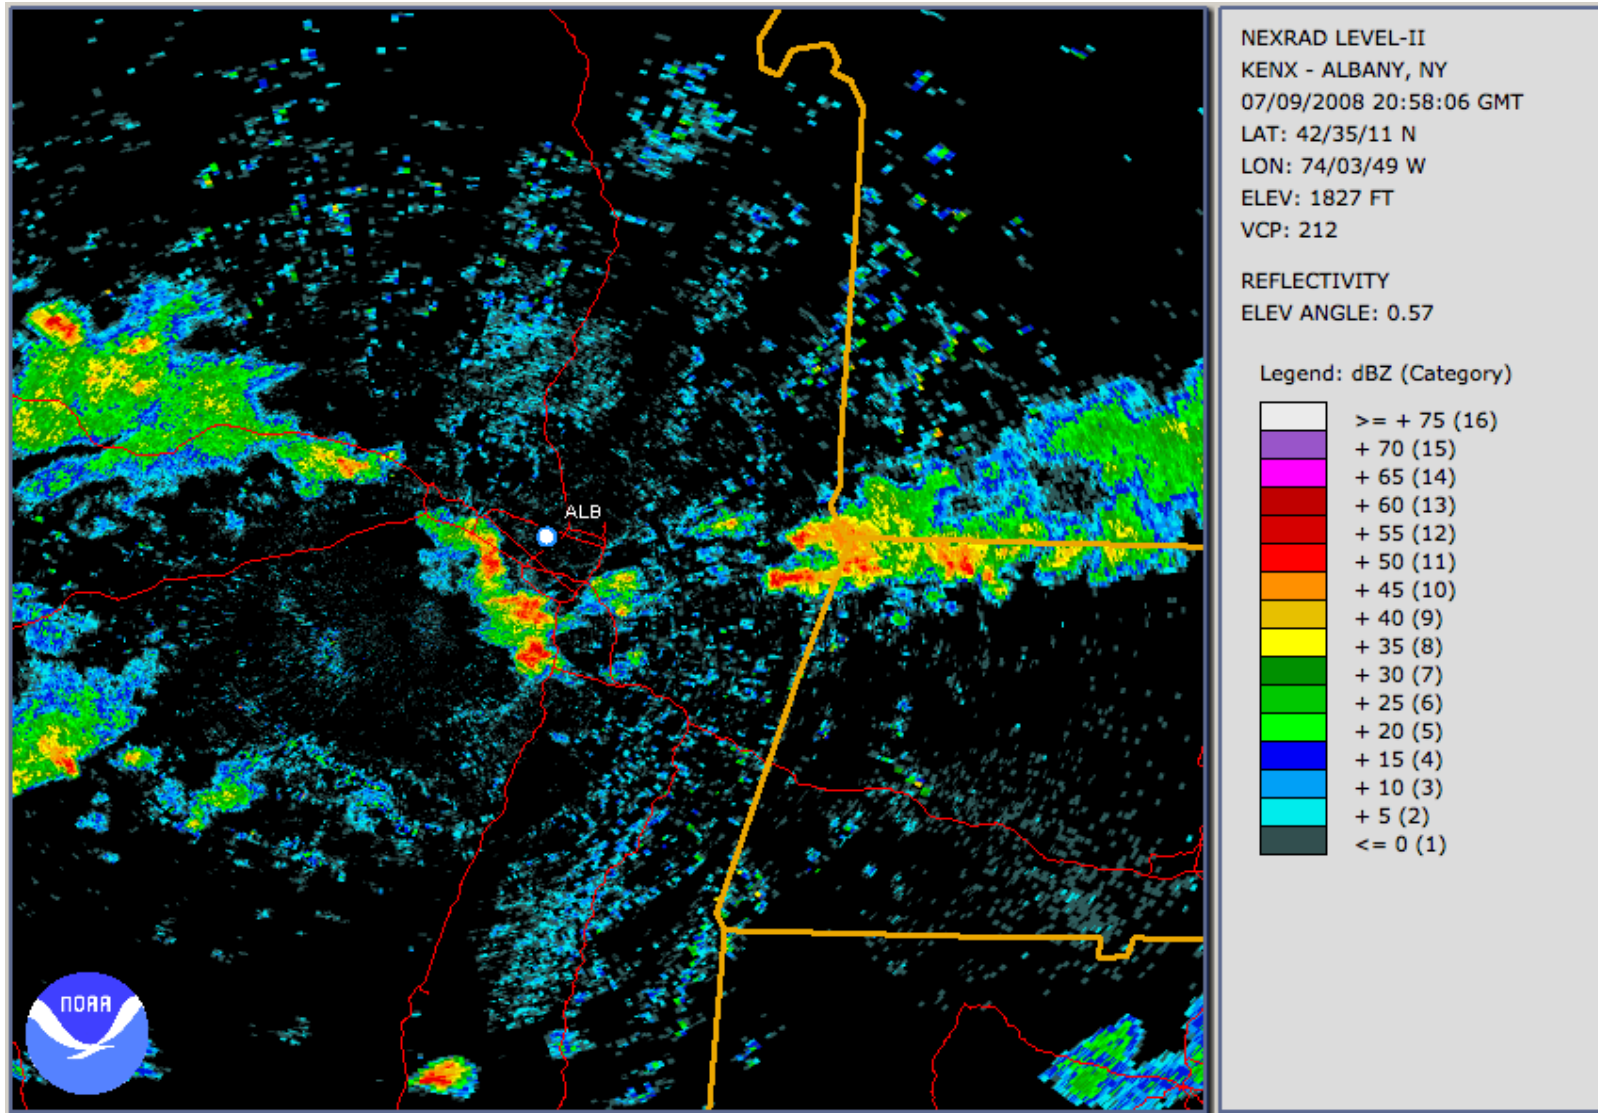 NEXRAD LEVEL-II
KENX - ALBANY, NY
07/09/2008 20:58:06 GMT
LAT: 42/35/11 N
LON: 74/03/49 W
ELEV: 1827 FT
VCP: 212
REFLECTIVITY
ELEV ANGLE: 0.57
Legend: dBZ (Category)
>= + 75 (16)
+ 70 (15)
+ 65 (14)
+ 60 (13)
+ 55 (12)
+ 50 (11)
+ 45 (10)
+ 40 (9)
+ 35 (8)
+ 30 (7)
+ 25 (6)
+ 20 (5)
+ 15 (4)
+ 10 (3)
+ 5 (2)
<= 0 (1)
ALB
NOAA